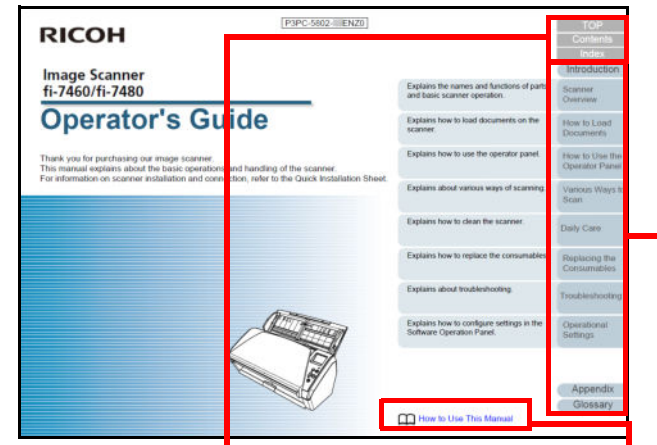 P3PC-5802-ENZ0
RICOH
Image Scanner
fi-7460/fi-7480
Operator's Guide
Thank you for purchasing our image scanner.
This manual explains about the basic operations and handling of the scanner.
For information on scanner installation and connection, refer to the Quick Installation Sheet.
TOP
Contents
Index
Introduction
Explains the names and functions of parts
and basic scanner operation.
Scanner
Overview
Explains how to load documents on the
scanner.
How to Load
Documents
Explains how to use the operator panel.
How to Use the
Operator Panel
Explains about various ways of scanning.
Various Ways to
Scan
Explains how to clean the scanner.
Daily Care
Explains how to replace the consumables.
Replacing the
Consumables
Explains about troubleshooting.
Troubleshooting
Explains how to configure settings in the
Software Operation Panel.
Operational
Settings
Appendix
Glossary
How to Use This Manual